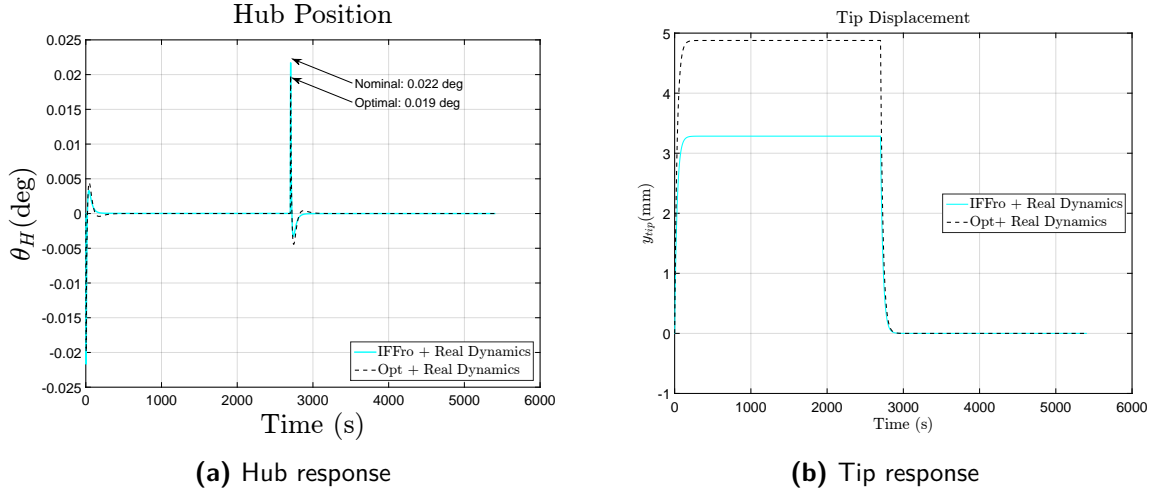 Hub Position
0.025
0.02
0.015
0.01
0.005
0
-0.005
-0.01
-0.015
-0.02
-0.025
θH(deg)
Nominal: 0.022 deg
Optimal: 0.019 deg
IFFro + Real Dynamics
Opt + Real Dynamics
0 1000 2000 3000 4000 5000 6000
Time (s)
(a) Hub response
Tip Displacement
5
4
3
2
1
0
-1
ytip(mm)
IFFro + Real Dynamics
Opt+ Real Dynamics
0 1000 2000 3000 4000 5000 6000
Time (s)
(b) Tip response